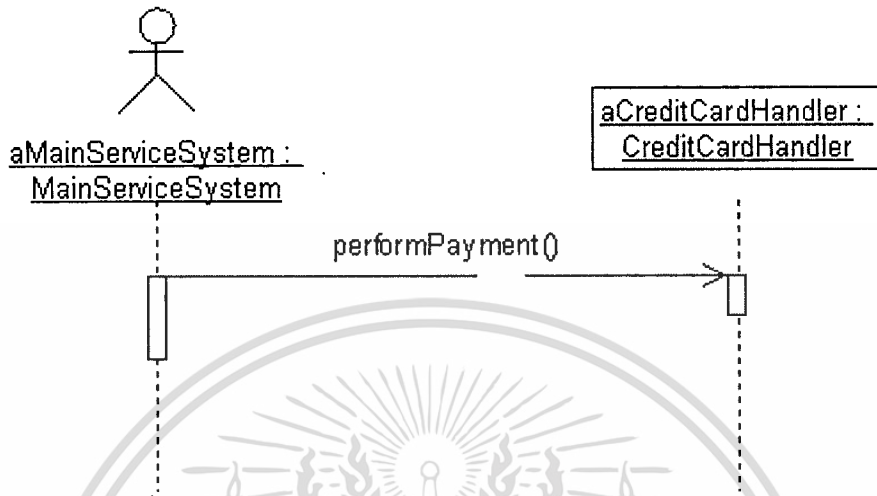 aMainServiceSystem :
MainServiceSystem
aCreditCardHandler :
CreditCardHandler
performPayment()